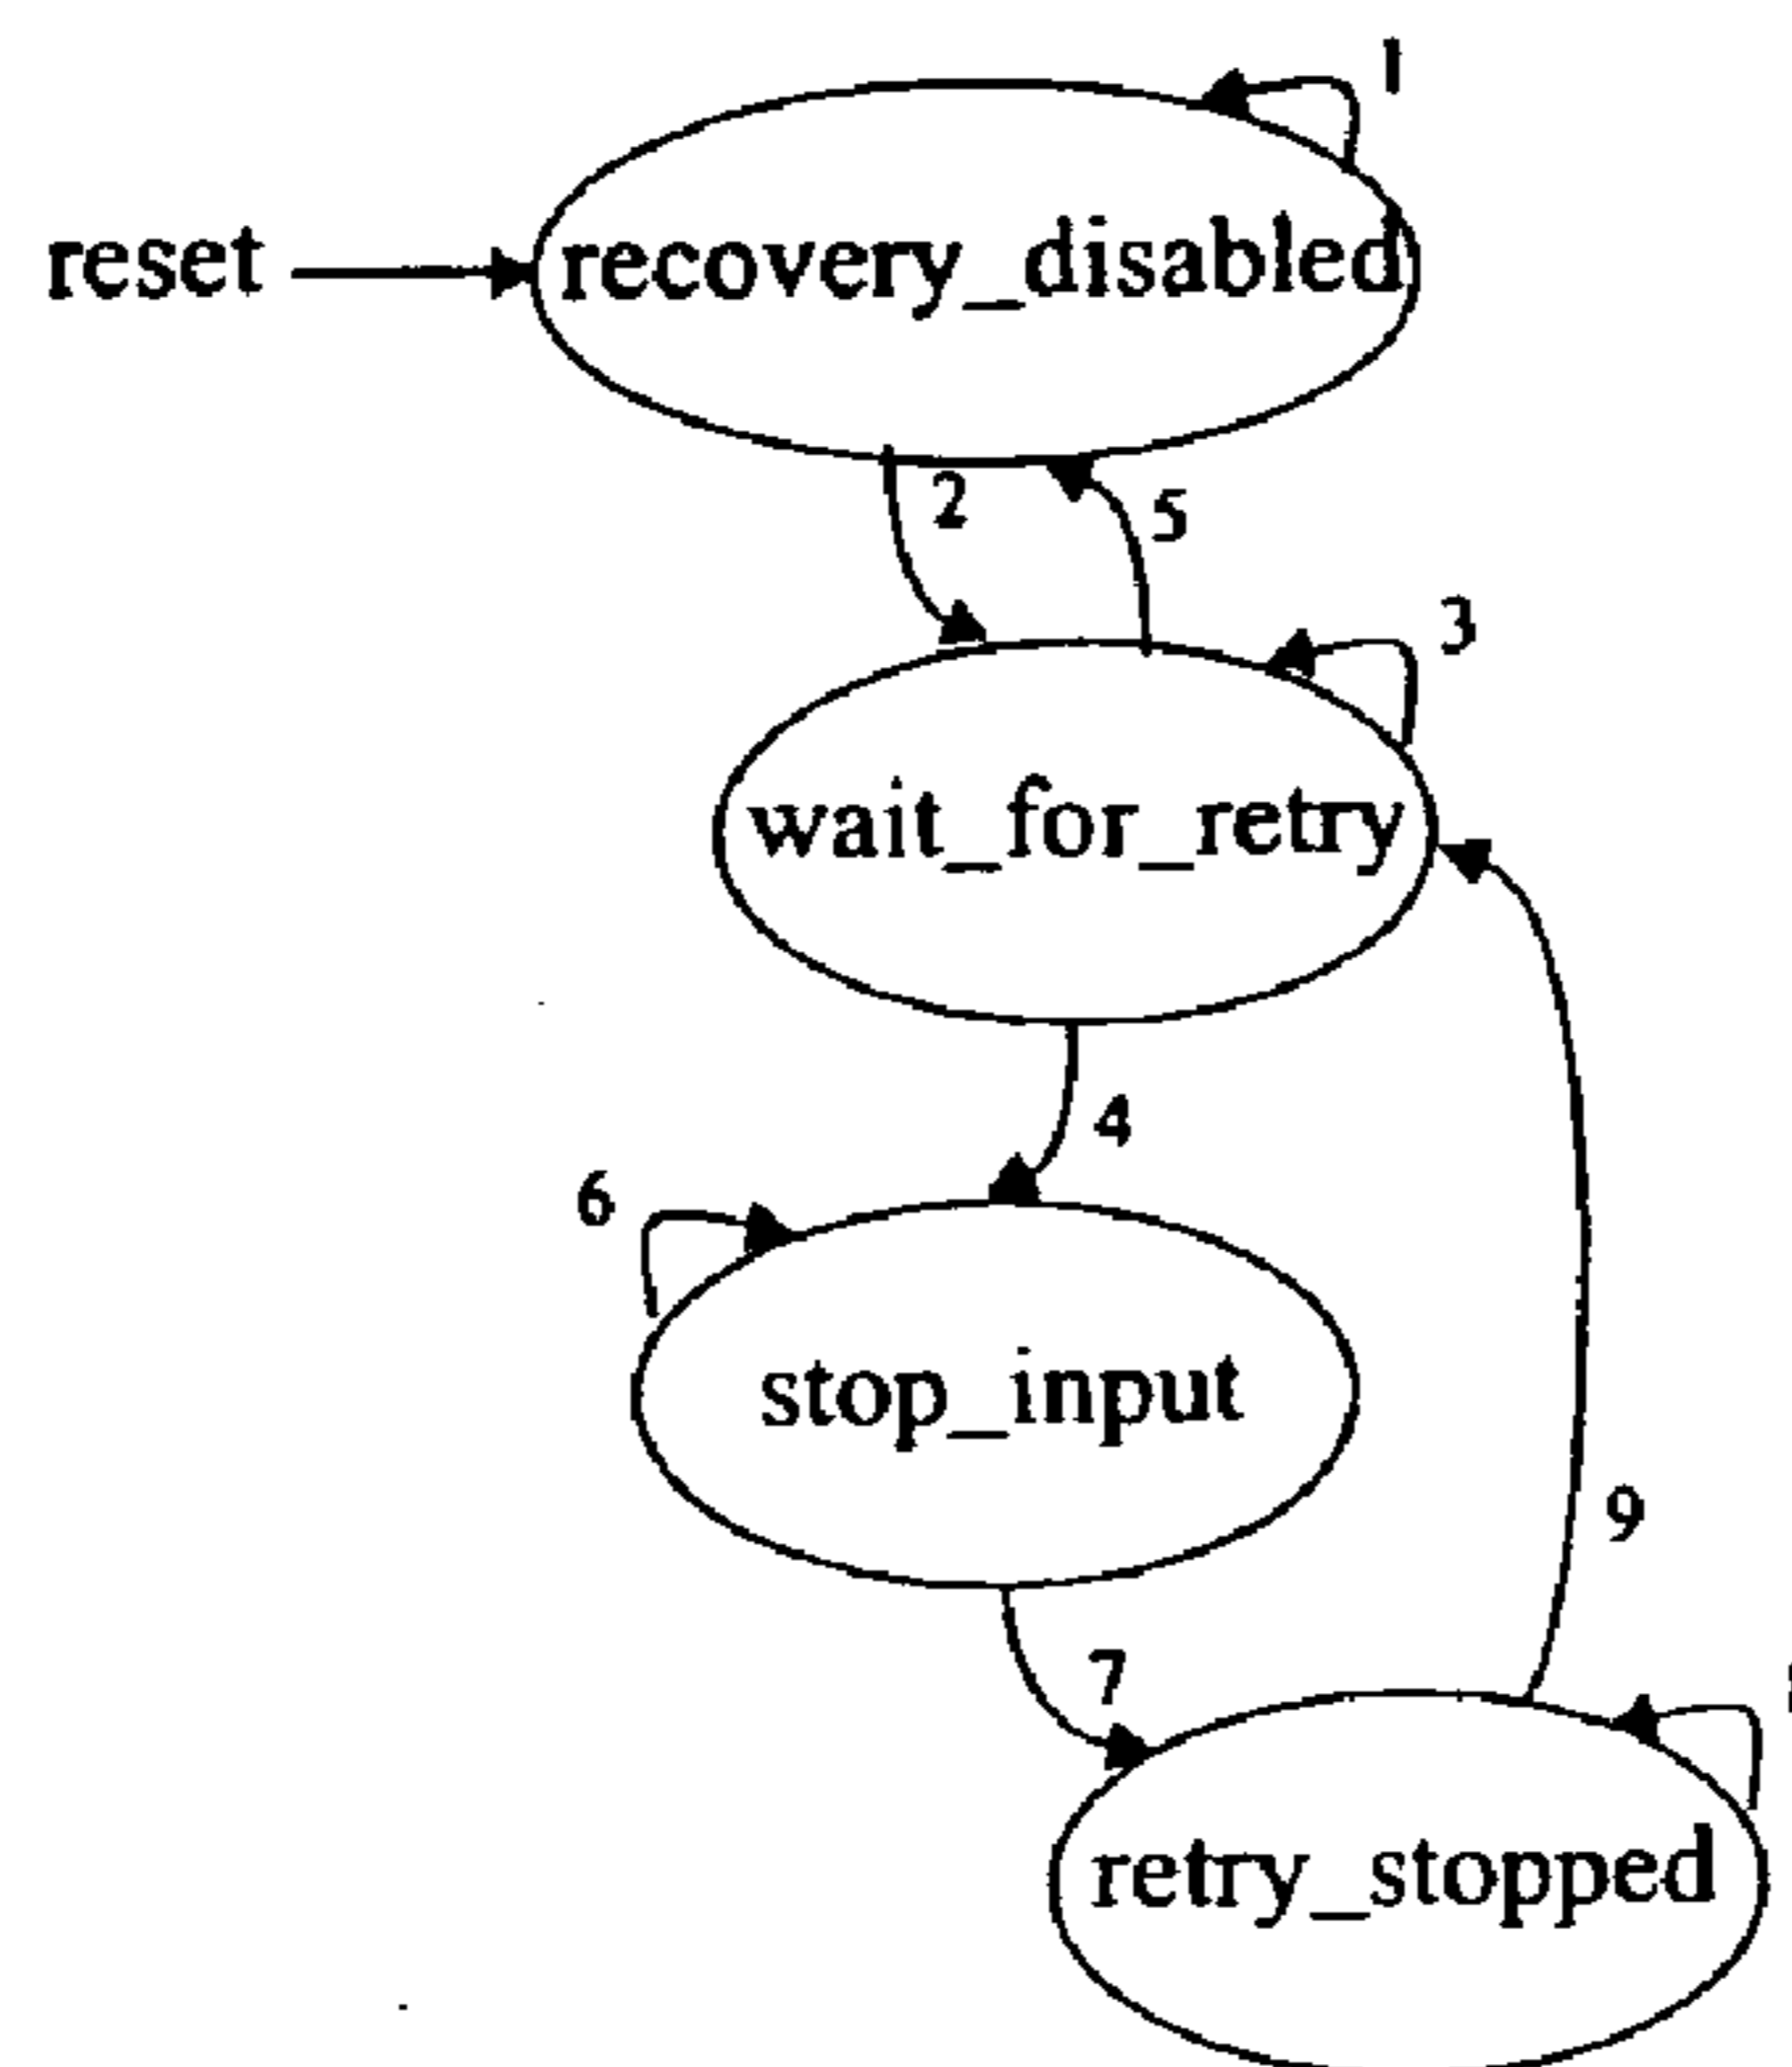 1
reset recovery_disabled
2 5
3
wait_for_retry
4
6
stop_input
9
7
retry_stopped